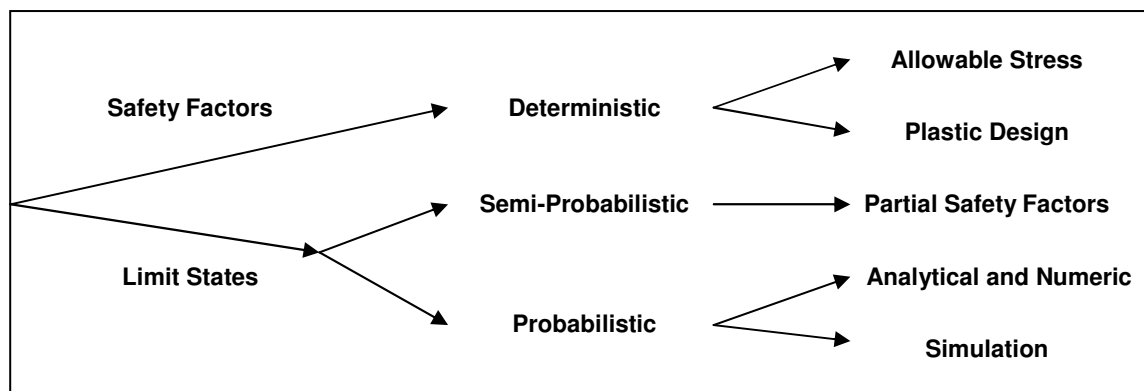 Allowable Stress
Safety Factors
Deterministic
Plastic Design
Semi-Probabilistic
Partial Safety Factors
Limit States
Analytical and Numeric
Probabilistic
Simulation